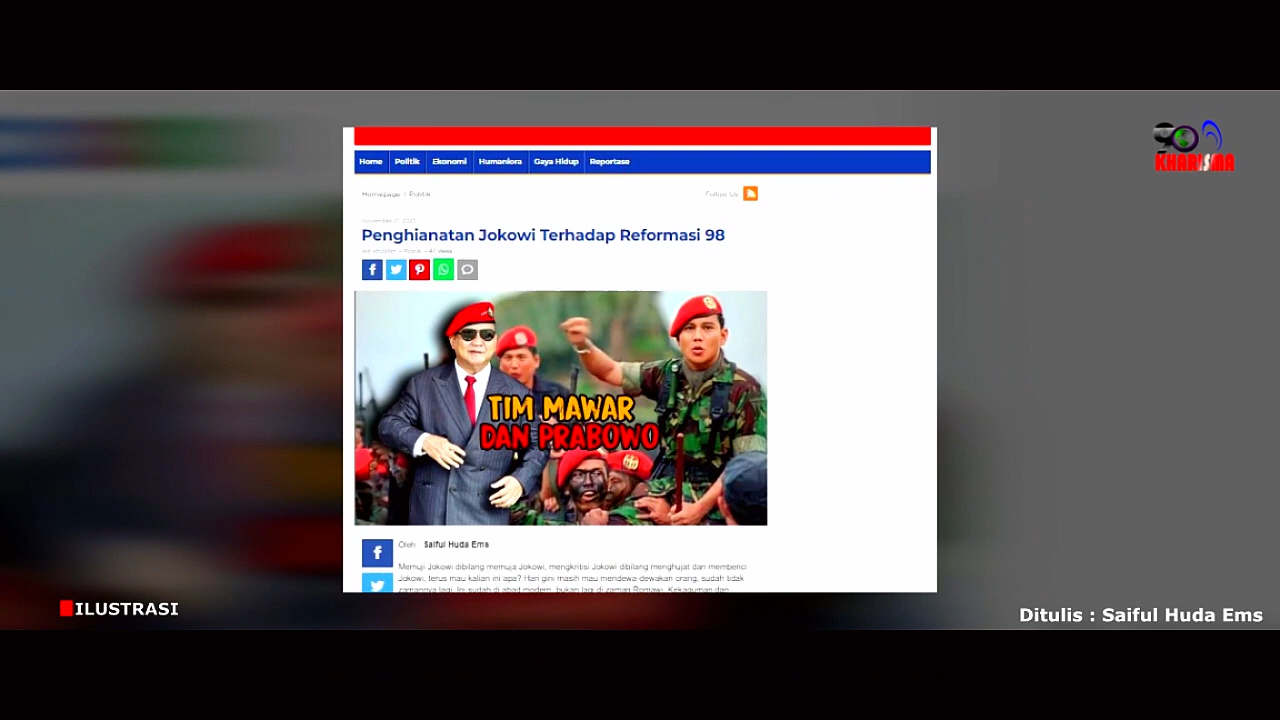 90
KHARISMA
Home Politik Ekonomi Humaniora Gaya Hidup Reportase
Homepage / Politik
Follow Us
Penghianatan Jokowi Terhadap Reformasi 98
TIM MAWAR
DAN PRABOWO
Oleh Saiful Huda Ems
Memuji Jokowi dibilang memuja Jokowi, mengkritisi Jokowi dibilang menghujat dan membenci
Jokowi, terus mau kalian ini apa? Hari gini masih mau mendewa-dewakan orang, sudah tidak
zamannya lagi. Ini sudah di abad modern, bukan lagi di zaman Romawi. Kekaguman dan
ILUSTRASI
Ditulis : Saiful Huda Ems